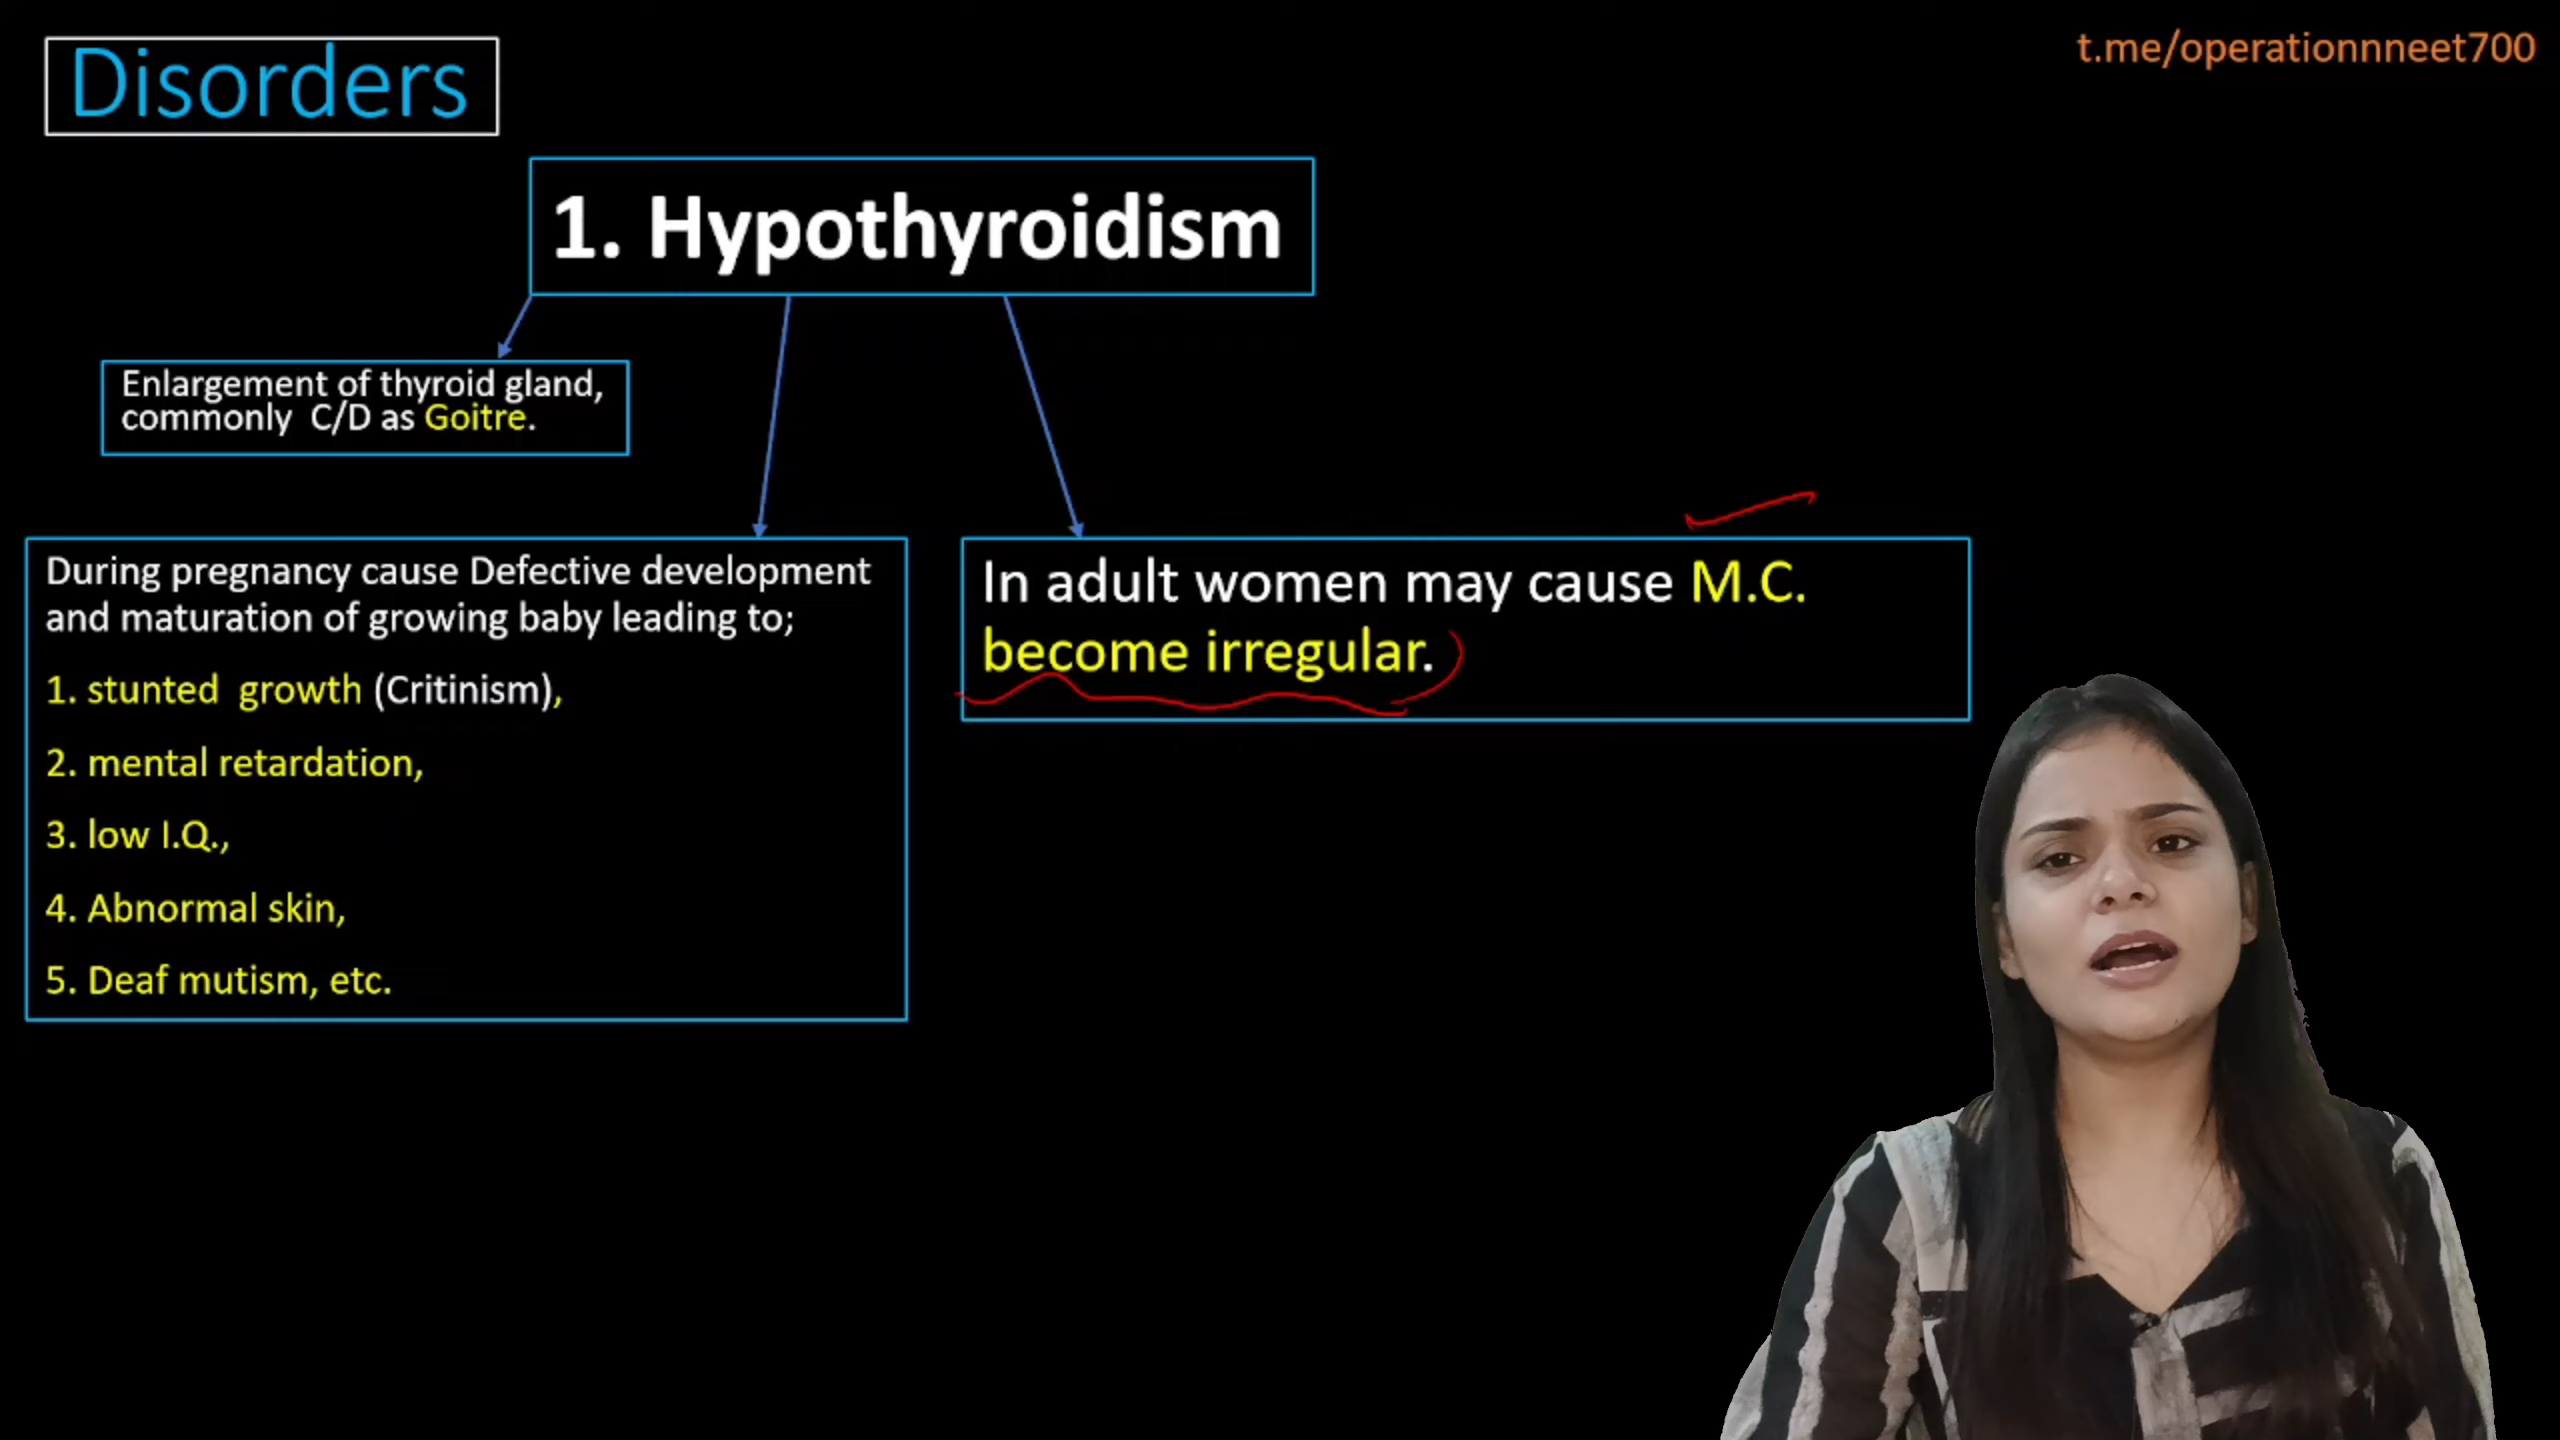 Disorders
t.me/operationnneet700
1. Hypothyroidism
Enlargement of thyroid gland,
commonly C/D as Goitre.
During pregnancy cause Defective development
and maturation of growing baby leading to;
1. stunted growth (Critinism),
2. mental retardation,
3. low I.Q.,
4. Abnormal skin,
5. Deaf mutism, etc.
In adult women may cause M.C.
become irregular.